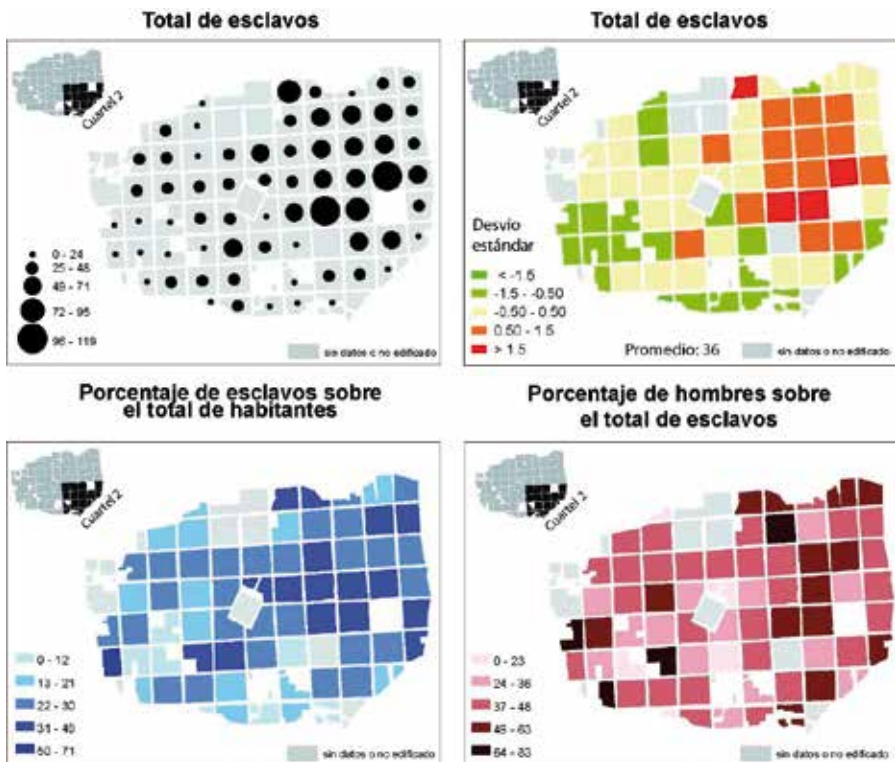 Total de esclavos
Cuartel 2
0 - 24
25 - 48
49 - 71
72 - 95
96 - 119
sin datos o no edificado
Total de esclavos
Cuartel 2
Desvío
estándar
< -1.5
-1.5 - -0.50
-0.50 - 0.50
0.50 - 1.5
> 1.5
Promedio: 36
sin datos o no edificado
Porcentaje de esclavos sobre
el total de habitantes
Cuartel 2
0 - 12
13 - 21
22 - 30
31 - 49
50 - 71
sin datos o no edificado
Porcentaje de hombres sobre
el total de esclavos
Cuartel 2
0 - 23
24 - 36
37 - 48
49 - 63
64 - 83
sin datos o no edificado